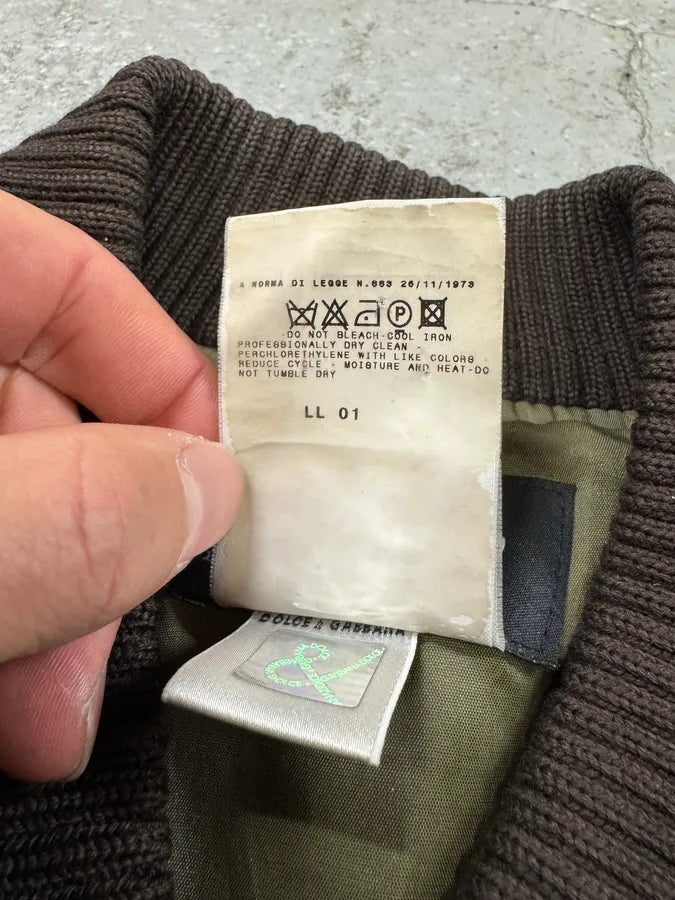 A NORMA DI LEGGE N.883 26/11/1973
P
-DO NOT BLEACH-COOL IRON
PROFESSIONALLY DRY CLEAN -
PERCHLORETHYLENE WITH LIKE COLORS
REDUCE CYCLE - MOISTURE AND HEAT-DO
NOT TUMBLE DRY
LL 01
DOLCE & GABBANA
DOLCE